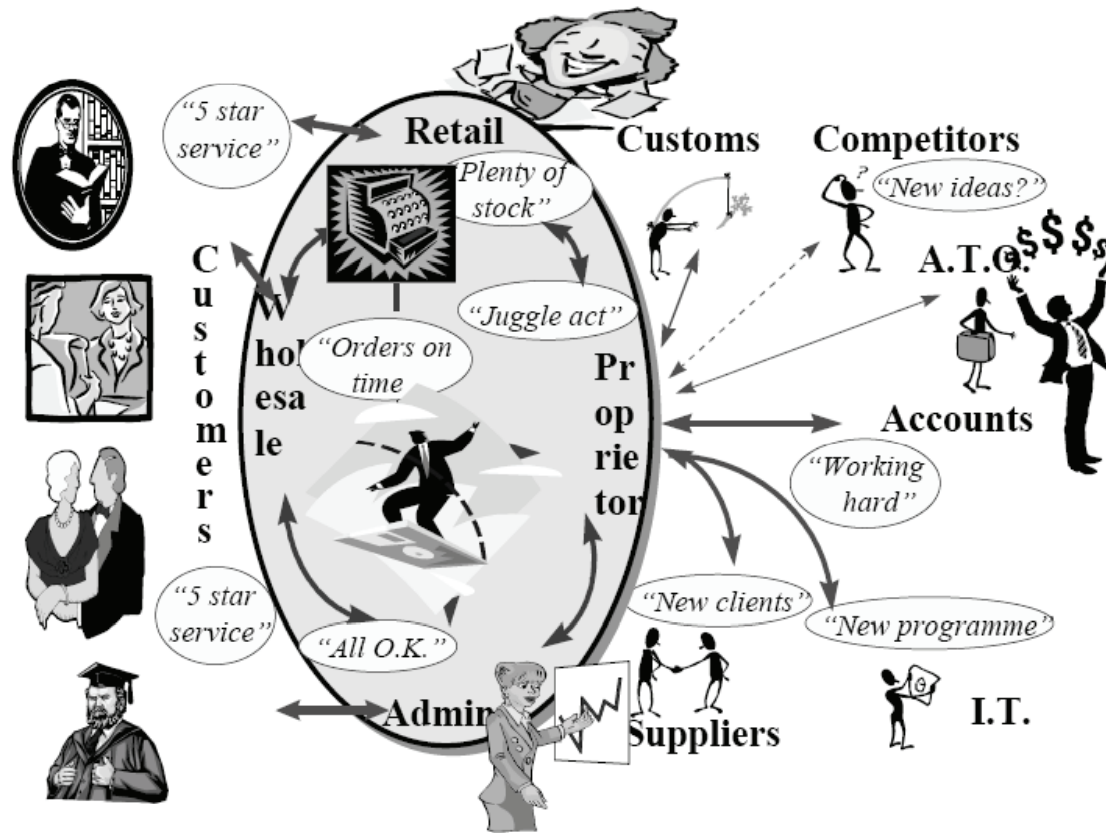 “5 star
service”
Retail
Customs
Competitors
“Plenty of
stock”
?
“New ideas?”
$ $ $ $
A.T.O.
C
u
s
t
o
m
e
r
s
W
hol
esa
le
“Juggle act”
“Orders on
time
Pr
op
rie
tor
Accounts
“Working
hard”
“5 star
service”
“New clients”
“New programme”
“All O.K.”
Admin
Suppliers
I.T.